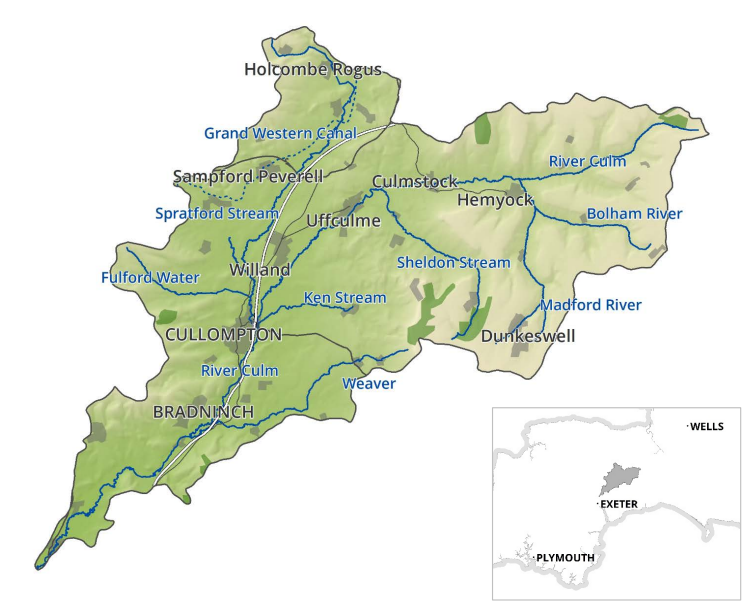 Holcombe Rogus
Grand Western Canal
River Culm
Sampford Peverell
Culmstock
Hemyock
Spratford Stream
Uffculme
Bolham River
Sheldon Stream
Willand
Fulford Water
Ken Stream
Madford River
CULLOMPTON
Dunkeswell
River Culm
Weaver
BRADNINCH
WELLS
EXETER
PLYMOUTH